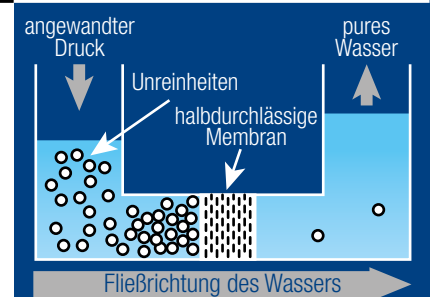 angewandter
Druck
pures
Wasser
Unreinheiten
halbdurchlässige
Membran
Fließrichtung des Wassers